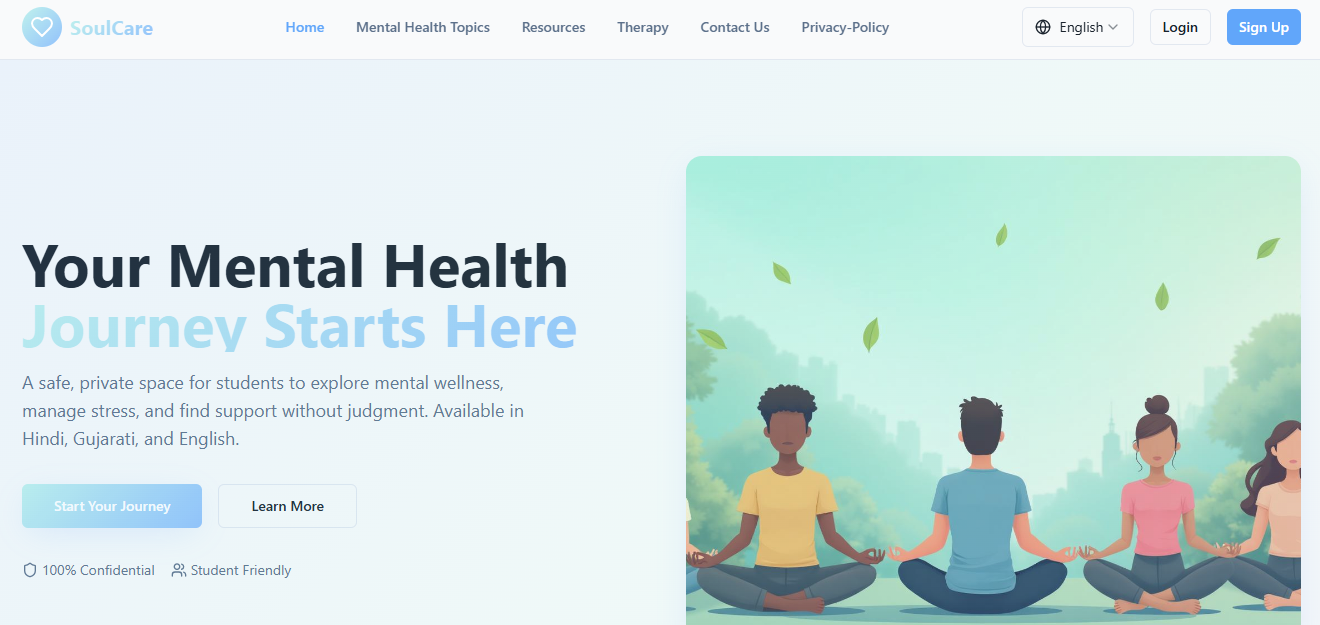 SoulCare
Home
Mental Health Topics
Resources
Therapy
Contact Us
Privacy-Policy
English
Login
Sign Up
Your Mental Health
Journey Starts Here
A safe, private space for students to explore mental wellness,
manage stress, and find support without judgment. Available in
Hindi, Gujarati, and English.
Start Your Journey
Learn More
100% Confidential
Student Friendly